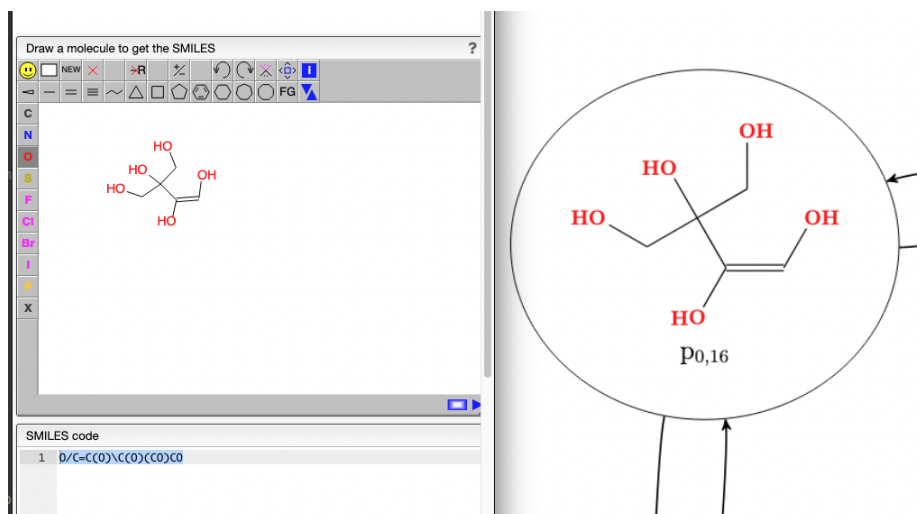 Draw a molecule to get the SMILES
?
NEW
R
+/-
I
FG
C
N
O
S
F
Cl
Br
I
P
X
HO
HO
HO
OH
HO
SMILES code
1 O/C=C(O)\C(O)(CO)CO
OH
HO
HO
OH
HO
p0,16